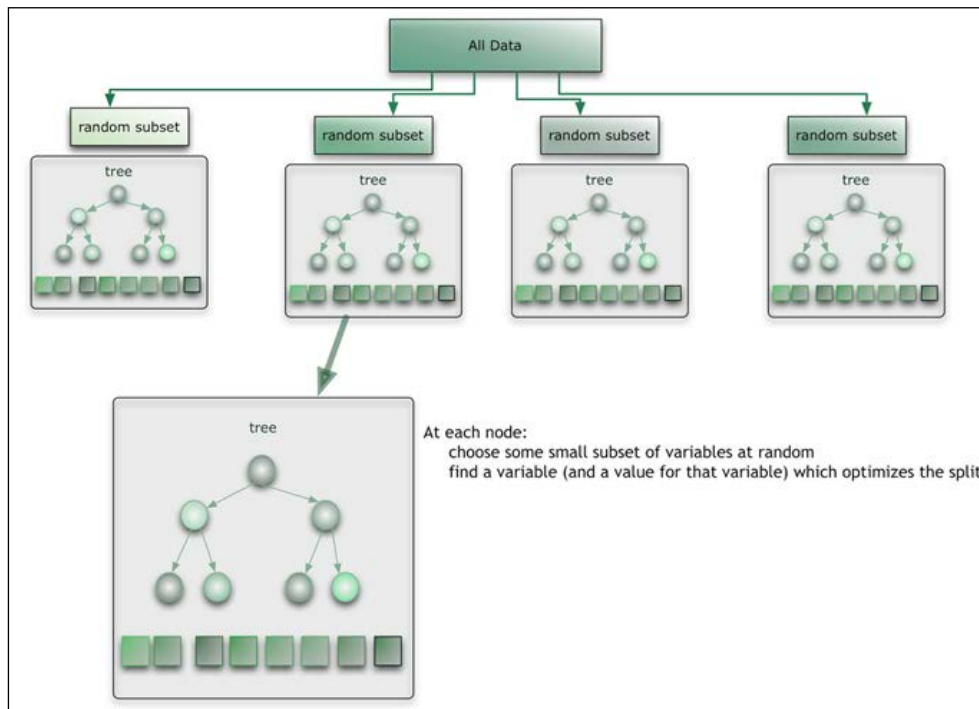 All Data
random subset
random subset
random subset
random subset
tree
tree
tree
tree
tree
At each node:
choose some small subset of variables at random
find a variable (and a value for that variable) which optimizes the split